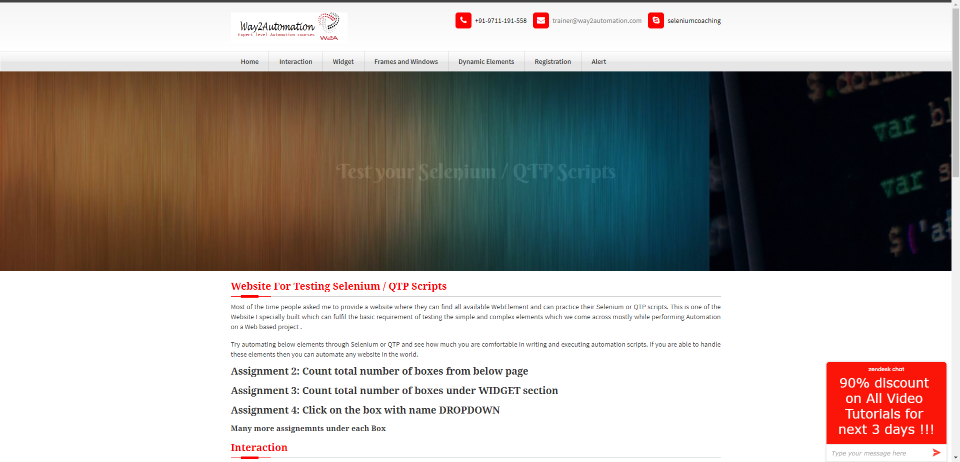 Way2Automation
Expert level Automation courses
W2A
+91-9711-191-558
trainer@way2automation.com
seleniumcoaching
Home
Interaction
Widget
Frames and Windows
Dynamic Elements
Registration
Alert
Test your Selenium / QTP Scripts
var bl
var s
$('a
Website For Testing Selenium / QTP Scripts
Most of the time people asked me to provide a website where they can find all available WebElement and can practice their Selenium or QTP scripts. This is one of the
Website I specially built which can fulfil the basic requirement of testing the simple and complex elements which we come across mostly while performing Automation
on a Web based project .
Try automating below elements through Selenium or QTP and see how much you are comfortable in writing and executing automation scripts. If you are able to handle
these elements then you can automate any website in the world.
Assignment 2: Count total number of boxes from below page
Assignment 3: Count total number of boxes under WIDGET section
Assignment 4: Click on the box with name DROPDOWN
Many more assignemnts under each Box
Interaction
zendesk chat
90% discount
on All Video
Tutorials for
next 3 days !!!
Type your message here